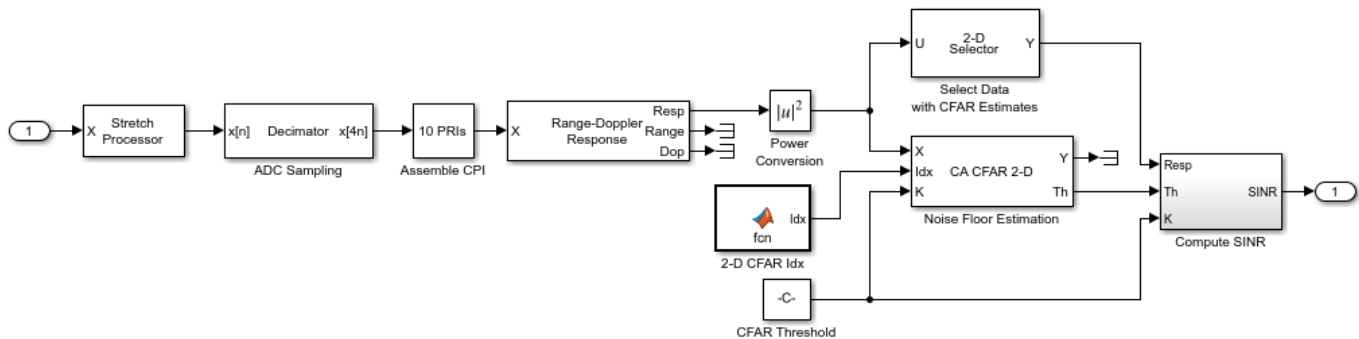 1
X
Stretch
Processor
x[n]
Decimator
x[4n]
ADC Sampling
10 PRIs
Assemble CPI
X
Range-Doppler
Response
Resp
Range
Dop
|u|²
Power
Conversion
U
2-D
Selector
Y
Select Data
with CFAR Estimates
X
Idx
K
CA CFAR 2-D
Y
Th
Noise Floor Estimation
fcn
Idx
2-D CFAR Idx
-C-
CFAR Threshold
Resp
Th
K
SINR
Compute SINR
1